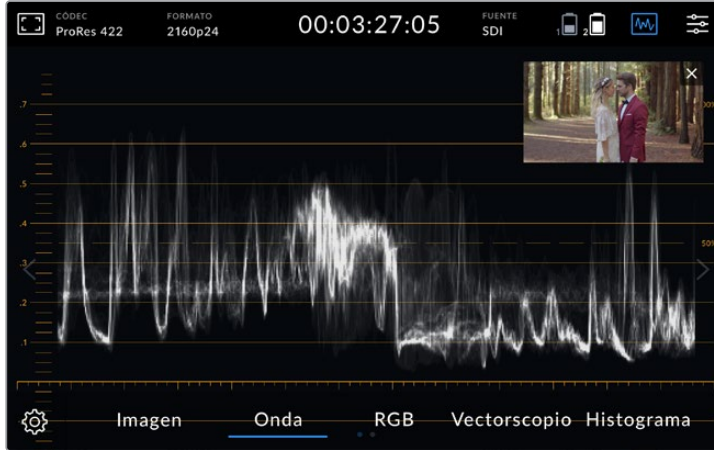 CÓDEC
ProRes 422
FORMATO
2160p24
00:03:27:05
FUENTE
SDI
1
2
.7
.6
.5
.4
.3
.2
.1
50%
Imagen
Onda
RGB
Vectorscopio
Histograma